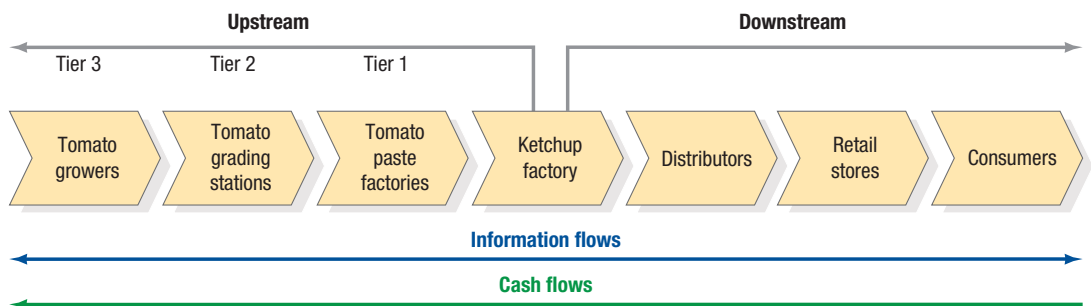 Upstream
Downstream
Tier 3
Tier 2
Tier 1
Tomato
growers
Tomato
grading
stations
Tomato
paste
factories
Ketchup
factory
Distributors
Retail
stores
Consumers
Information flows
Cash flows